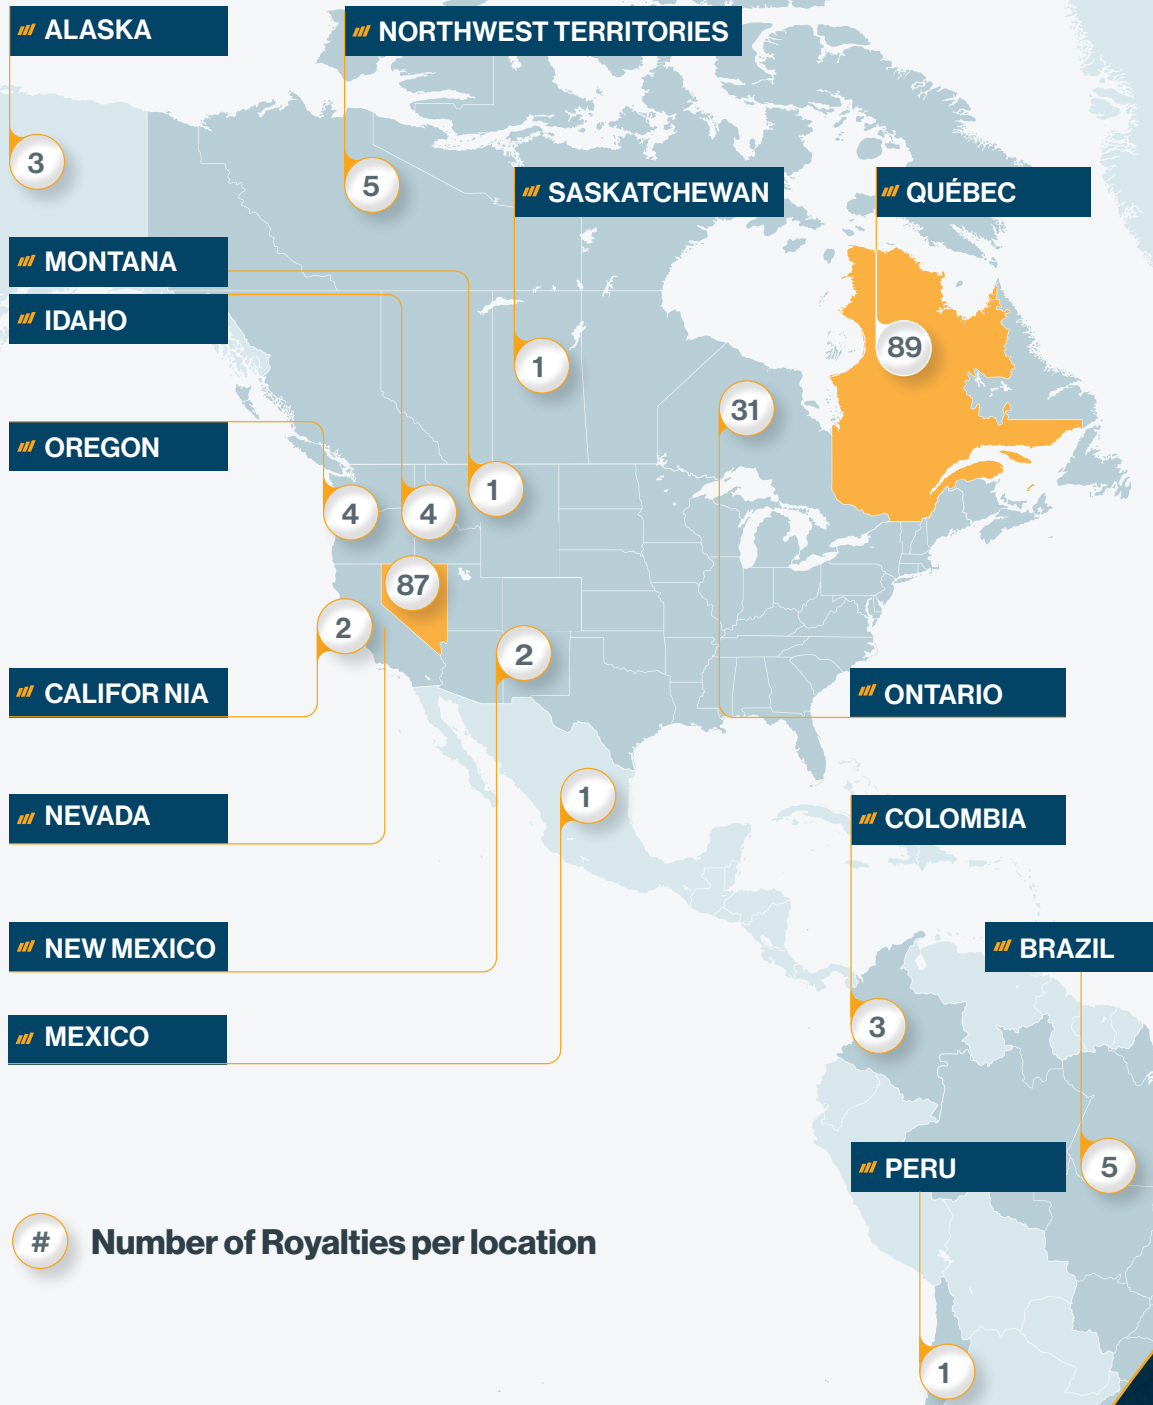 ALASKA
NORTHWEST TERRITORIES
3
5
SASKATCHEWAN
QUÉBEC
MONTANA
IDAHO
89
1
31
OREGON
1
4
4
87
2
2
CALIFOR NIA
ONTARIO
1
NEVADA
COLOMBIA
NEW MEXICO
BRAZIL
3
MEXICO
PERU
5
# Number of Royalties per location
1